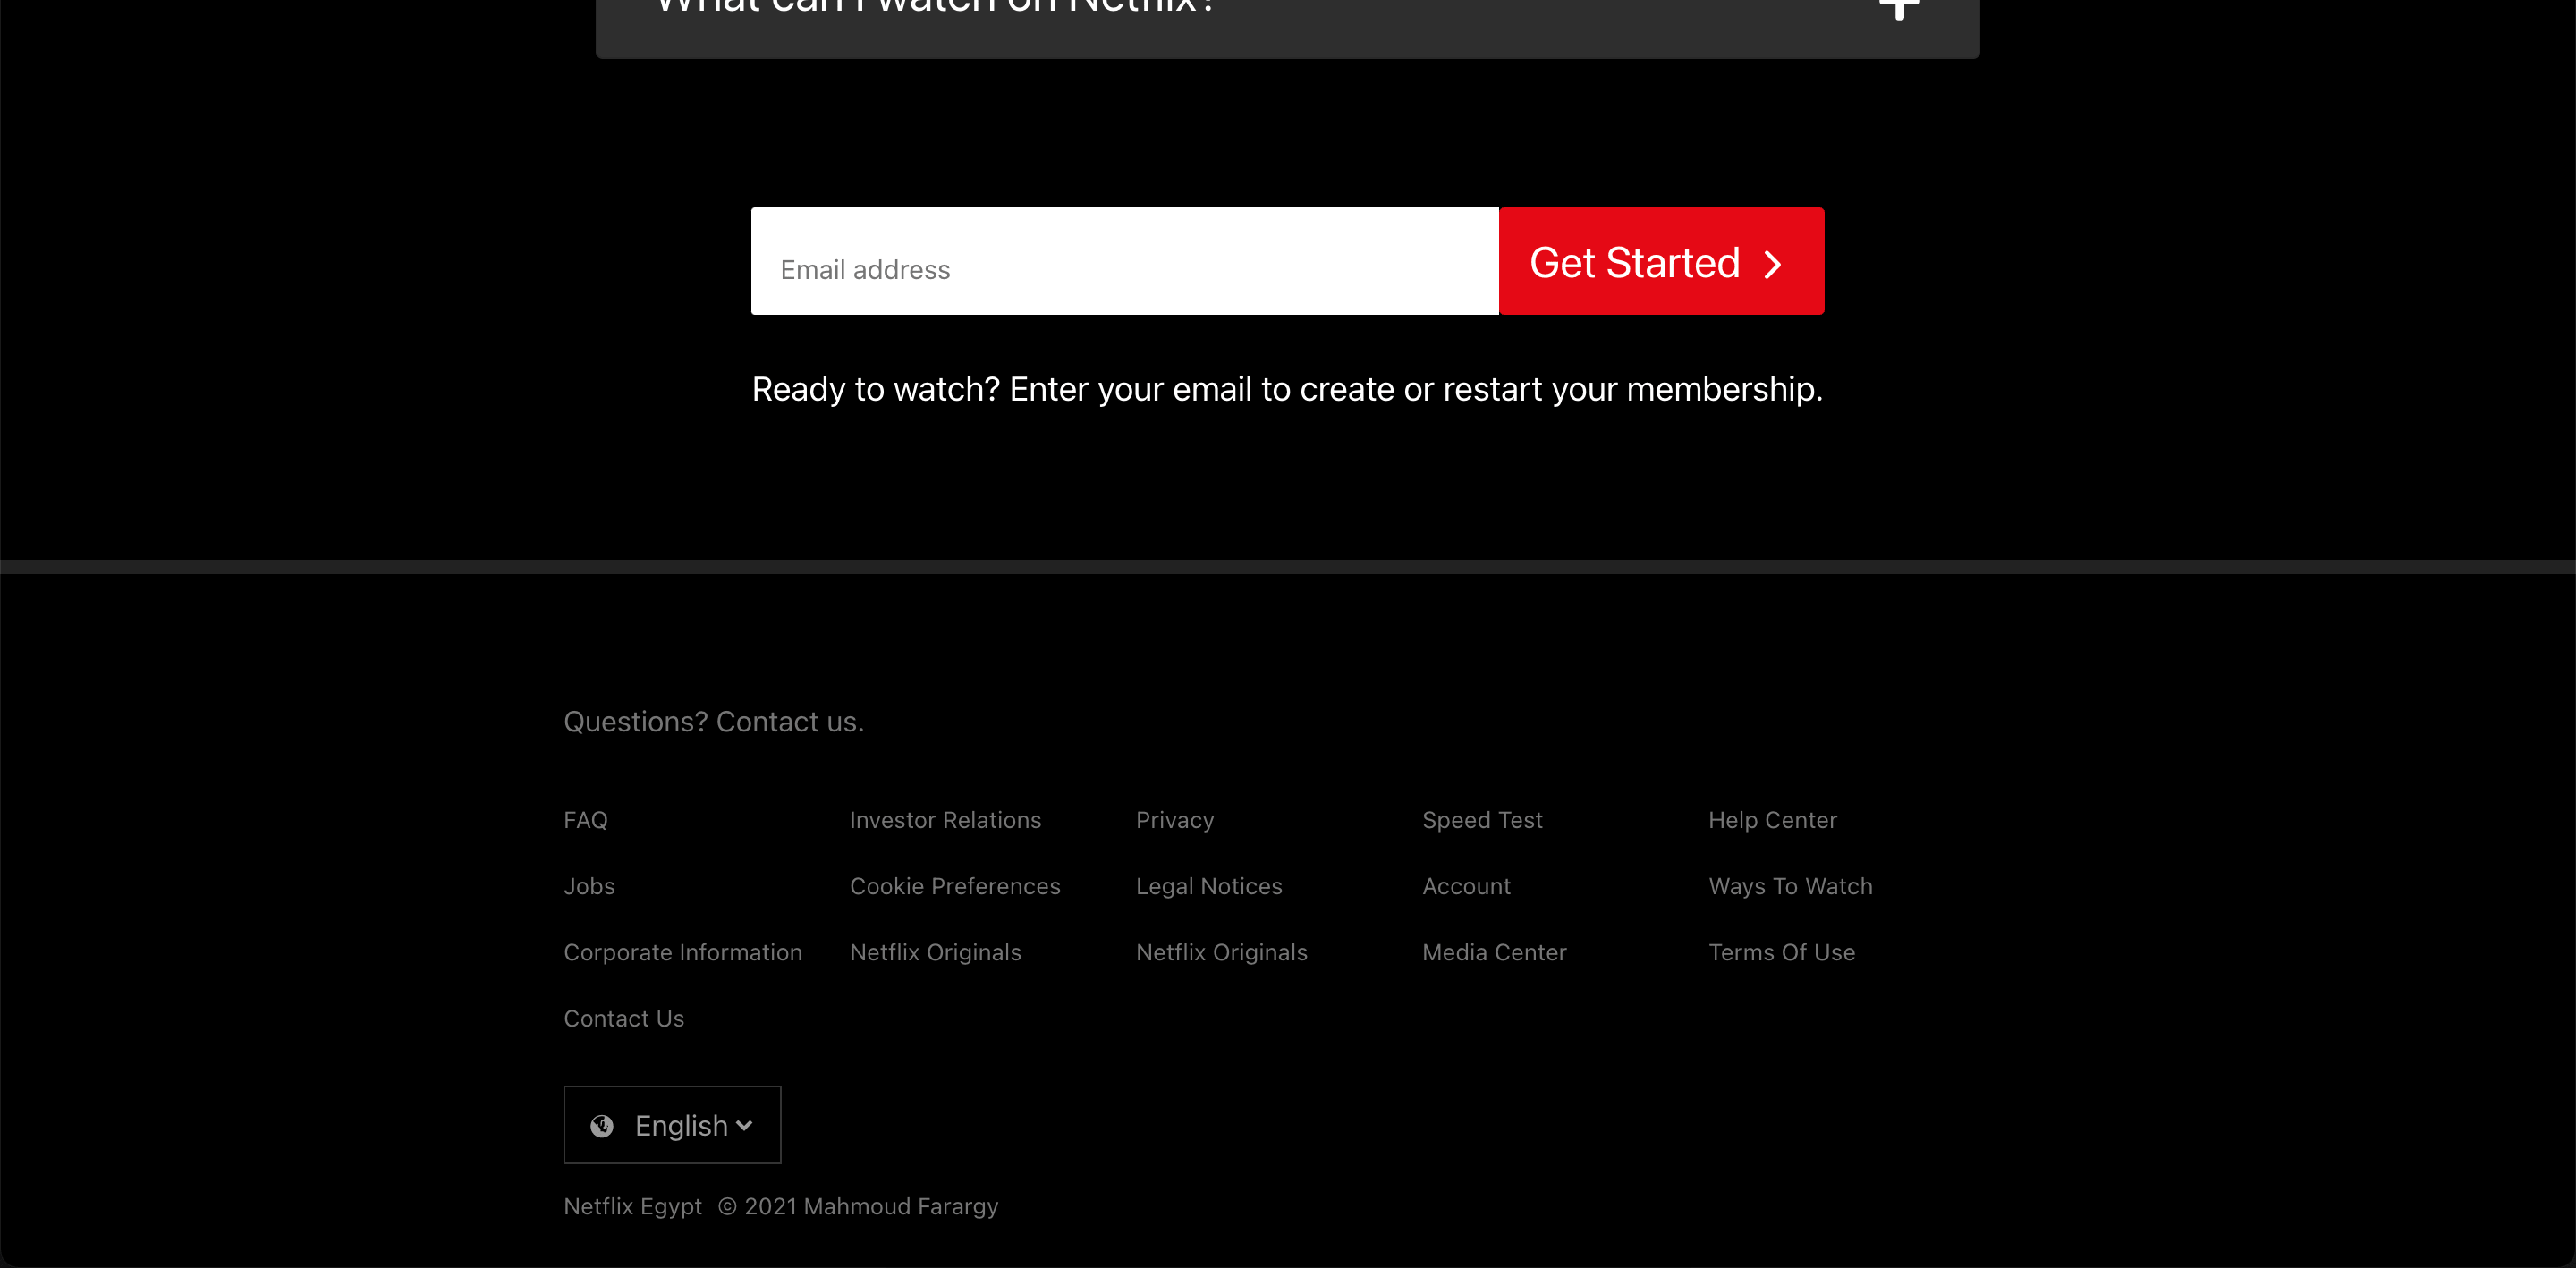 What can I watch on Netflix?
Email address
Get Started
Ready to watch? Enter your email to create or restart your membership.
Questions? Contact us.
FAQ
Investor Relations
Privacy
Speed Test
Help Center
Jobs
Cookie Preferences
Legal Notices
Account
Ways To Watch
Corporate Information
Netflix Originals
Netflix Originals
Media Center
Terms Of Use
Contact Us
English
Netflix Egypt © 2021 Mahmoud Farargy